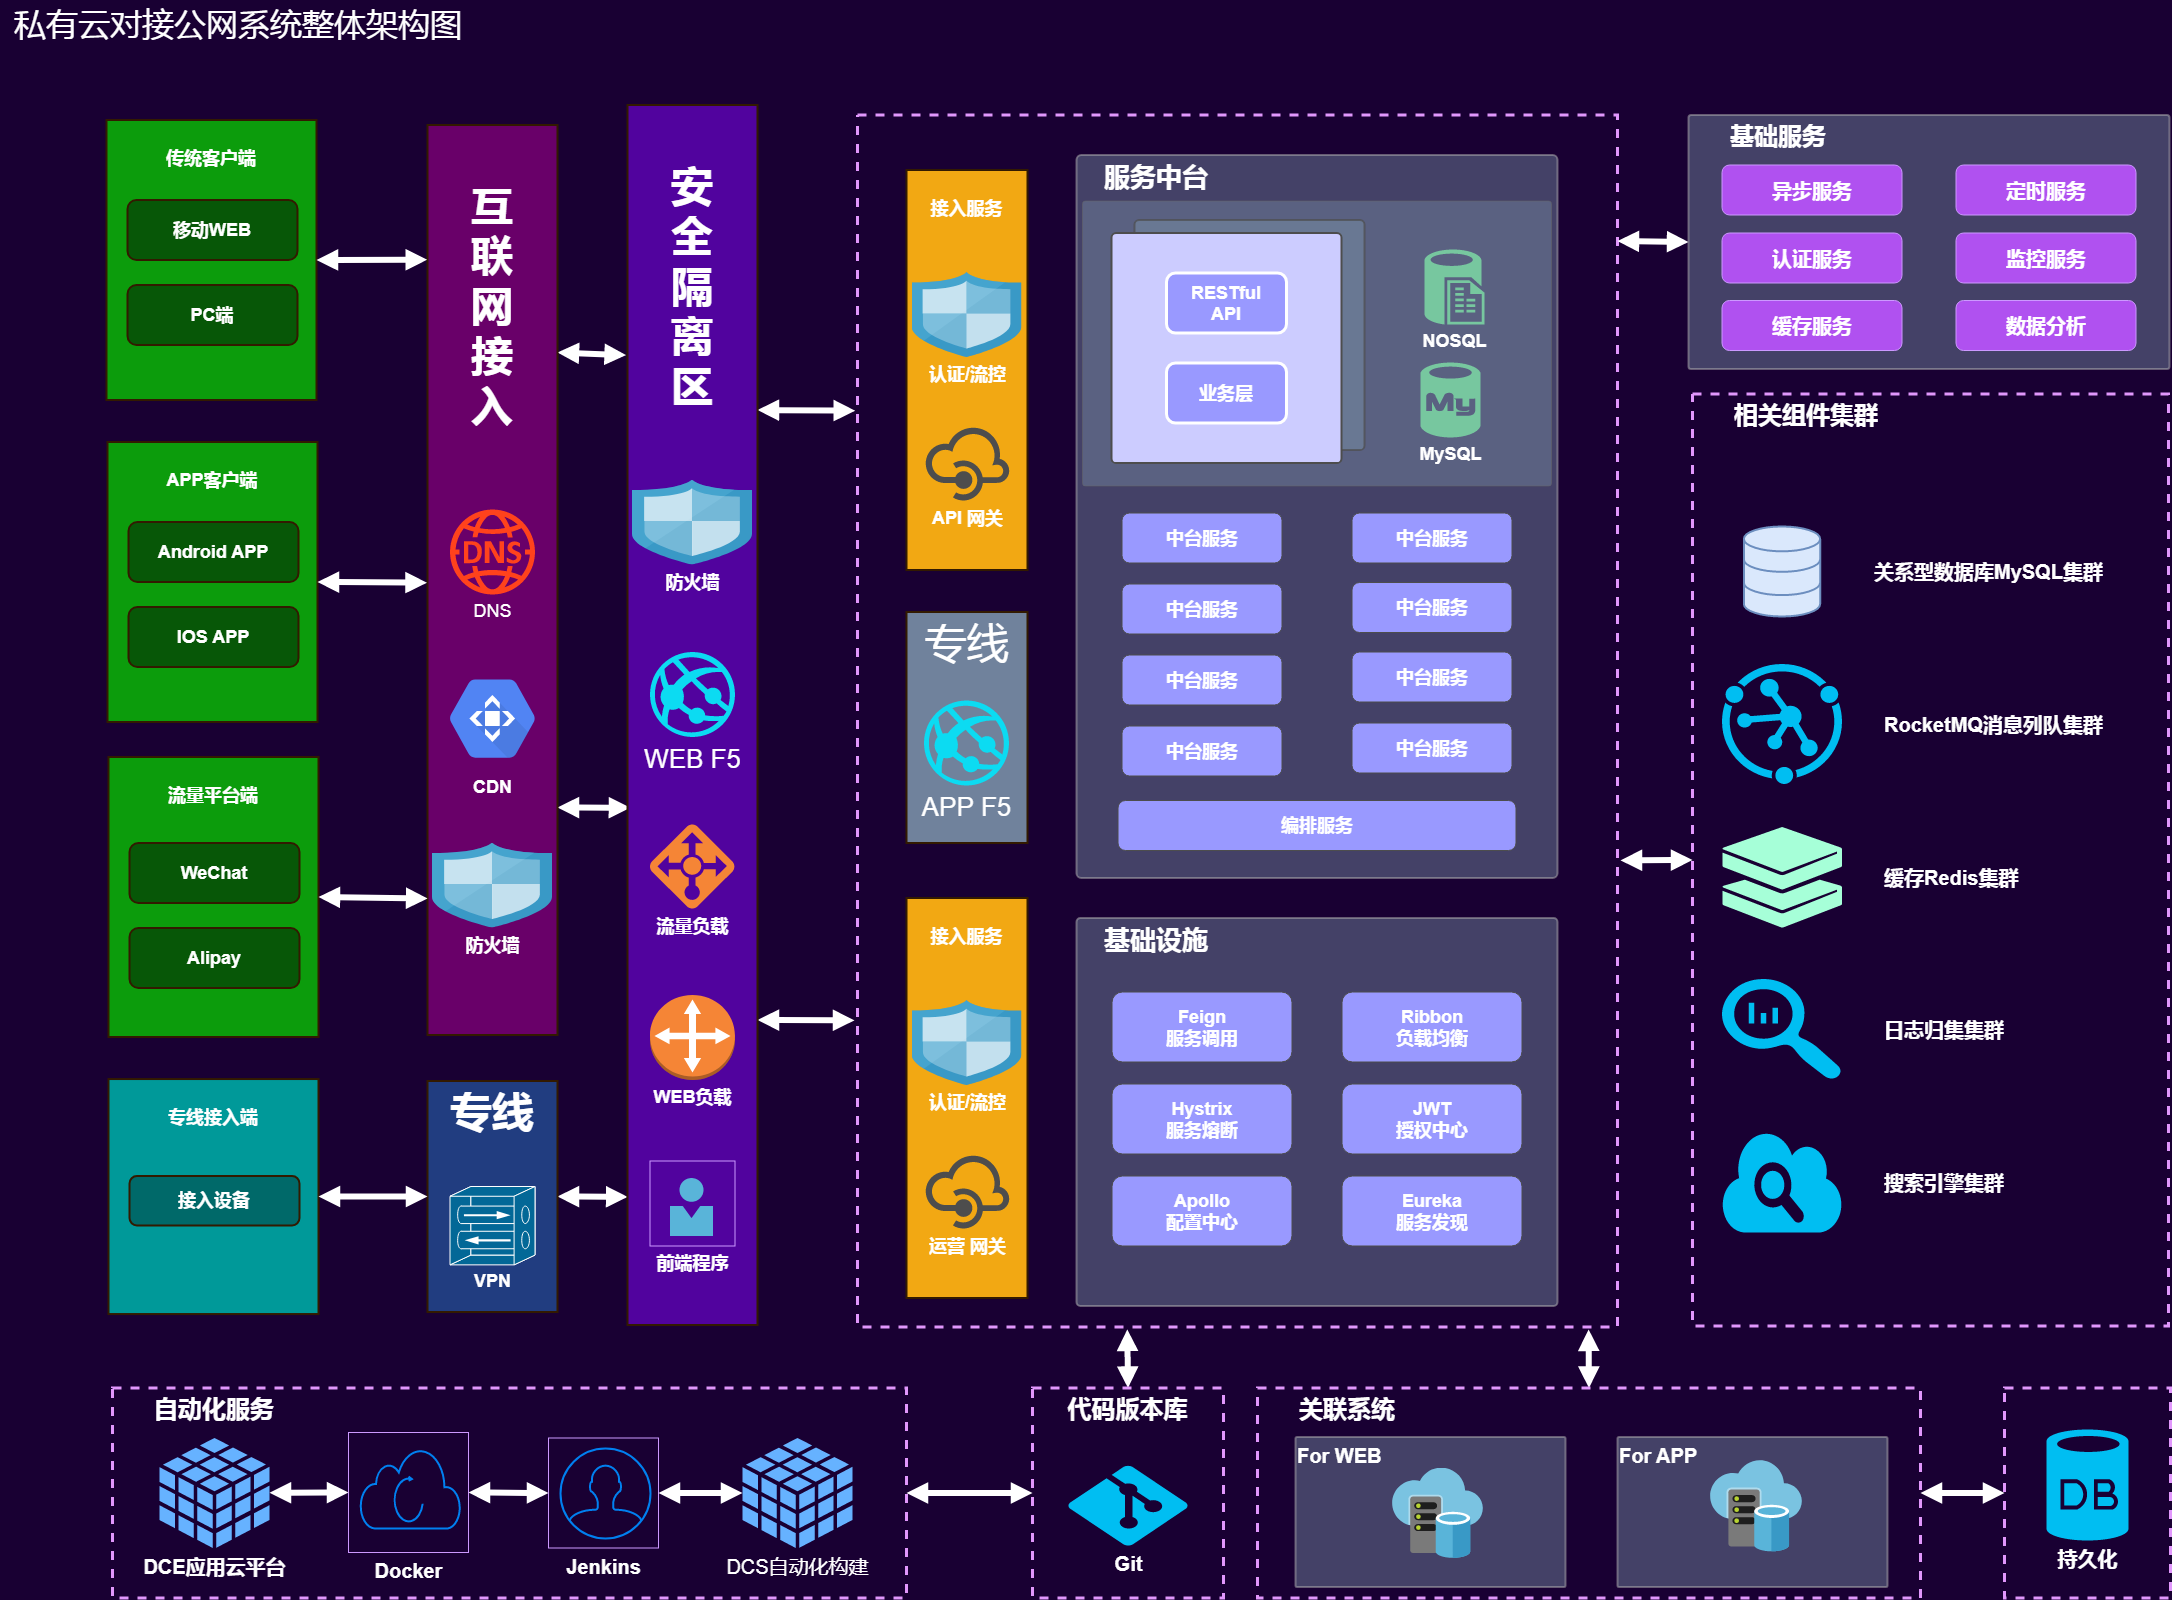 私有云对接公网系统整体架构图
传统客户端
移动WEB
PC端
APP客户端
Android APP
IOS APP
流量平台端
WeChat
Alipay
专线接入端
接入设备
互
联
网
接
入
DNS
DNS
CDN
防火墙
专线
VPN
安
全
隔
离
区
防火墙
WEB F5
流量负载
WEB负载
前端程序
接入服务
认证/流控
API 网关
专线
APP F5
接入服务
认证/流控
运营 网关
服务中台
RESTful
API
业务层
NOSQL
My
MySQL
中台服务
中台服务
中台服务
中台服务
中台服务
中台服务
中台服务
中台服务
编排服务
基础设施
Feign
服务调用
Ribbon
负载均衡
Hystrix
服务熔断
JWT
授权中心
Apollo
配置中心
Eureka
服务发现
基础服务
异步服务
定时服务
认证服务
监控服务
缓存服务
数据分析
相关组件集群
关系型数据库MySQL集群
RocketMQ消息列队集群
缓存Redis集群
日志归集集群
搜索引擎集群
自动化服务
DCE应用云平台
Docker
Jenkins
DCS自动化构建
代码版本库
Git
关联系统
For WEB
For APP
DB
持久化